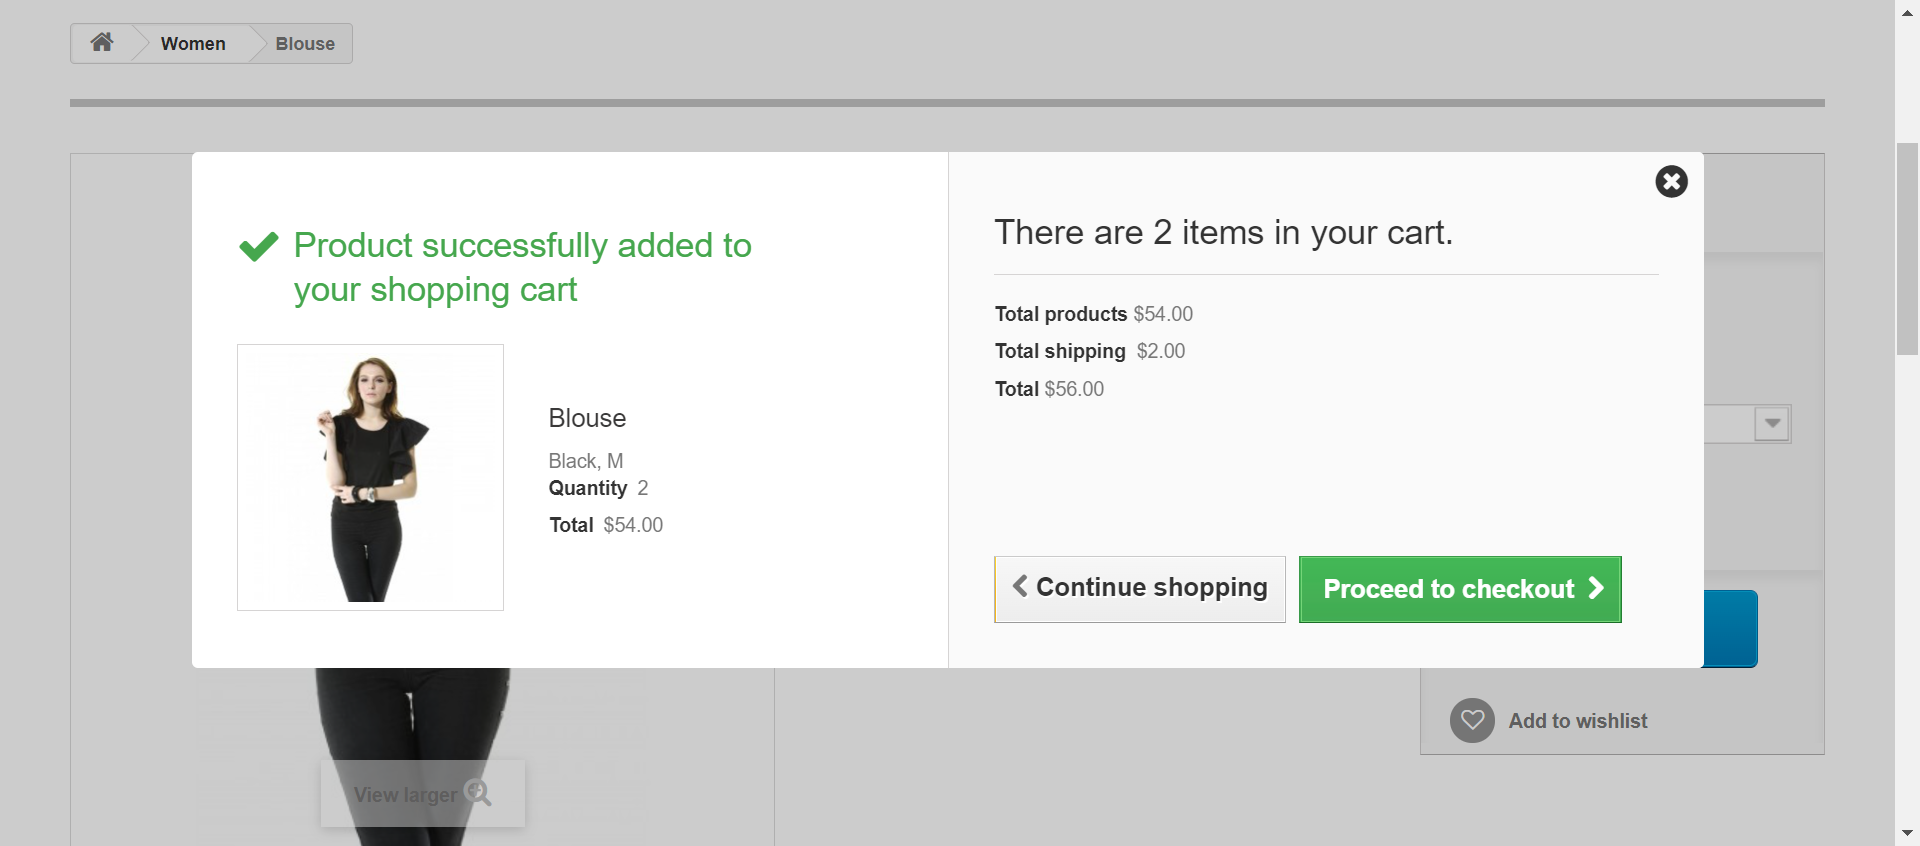 Women
Blouse
Product successfully added to
your shopping cart
Blouse
Black, M
Quantity 2
Total $54.00
There are 2 items in your cart.
Total products $54.00
Total shipping $2.00
Total $56.00
Continue shopping
Proceed to checkout
Add to wishlist
View larger